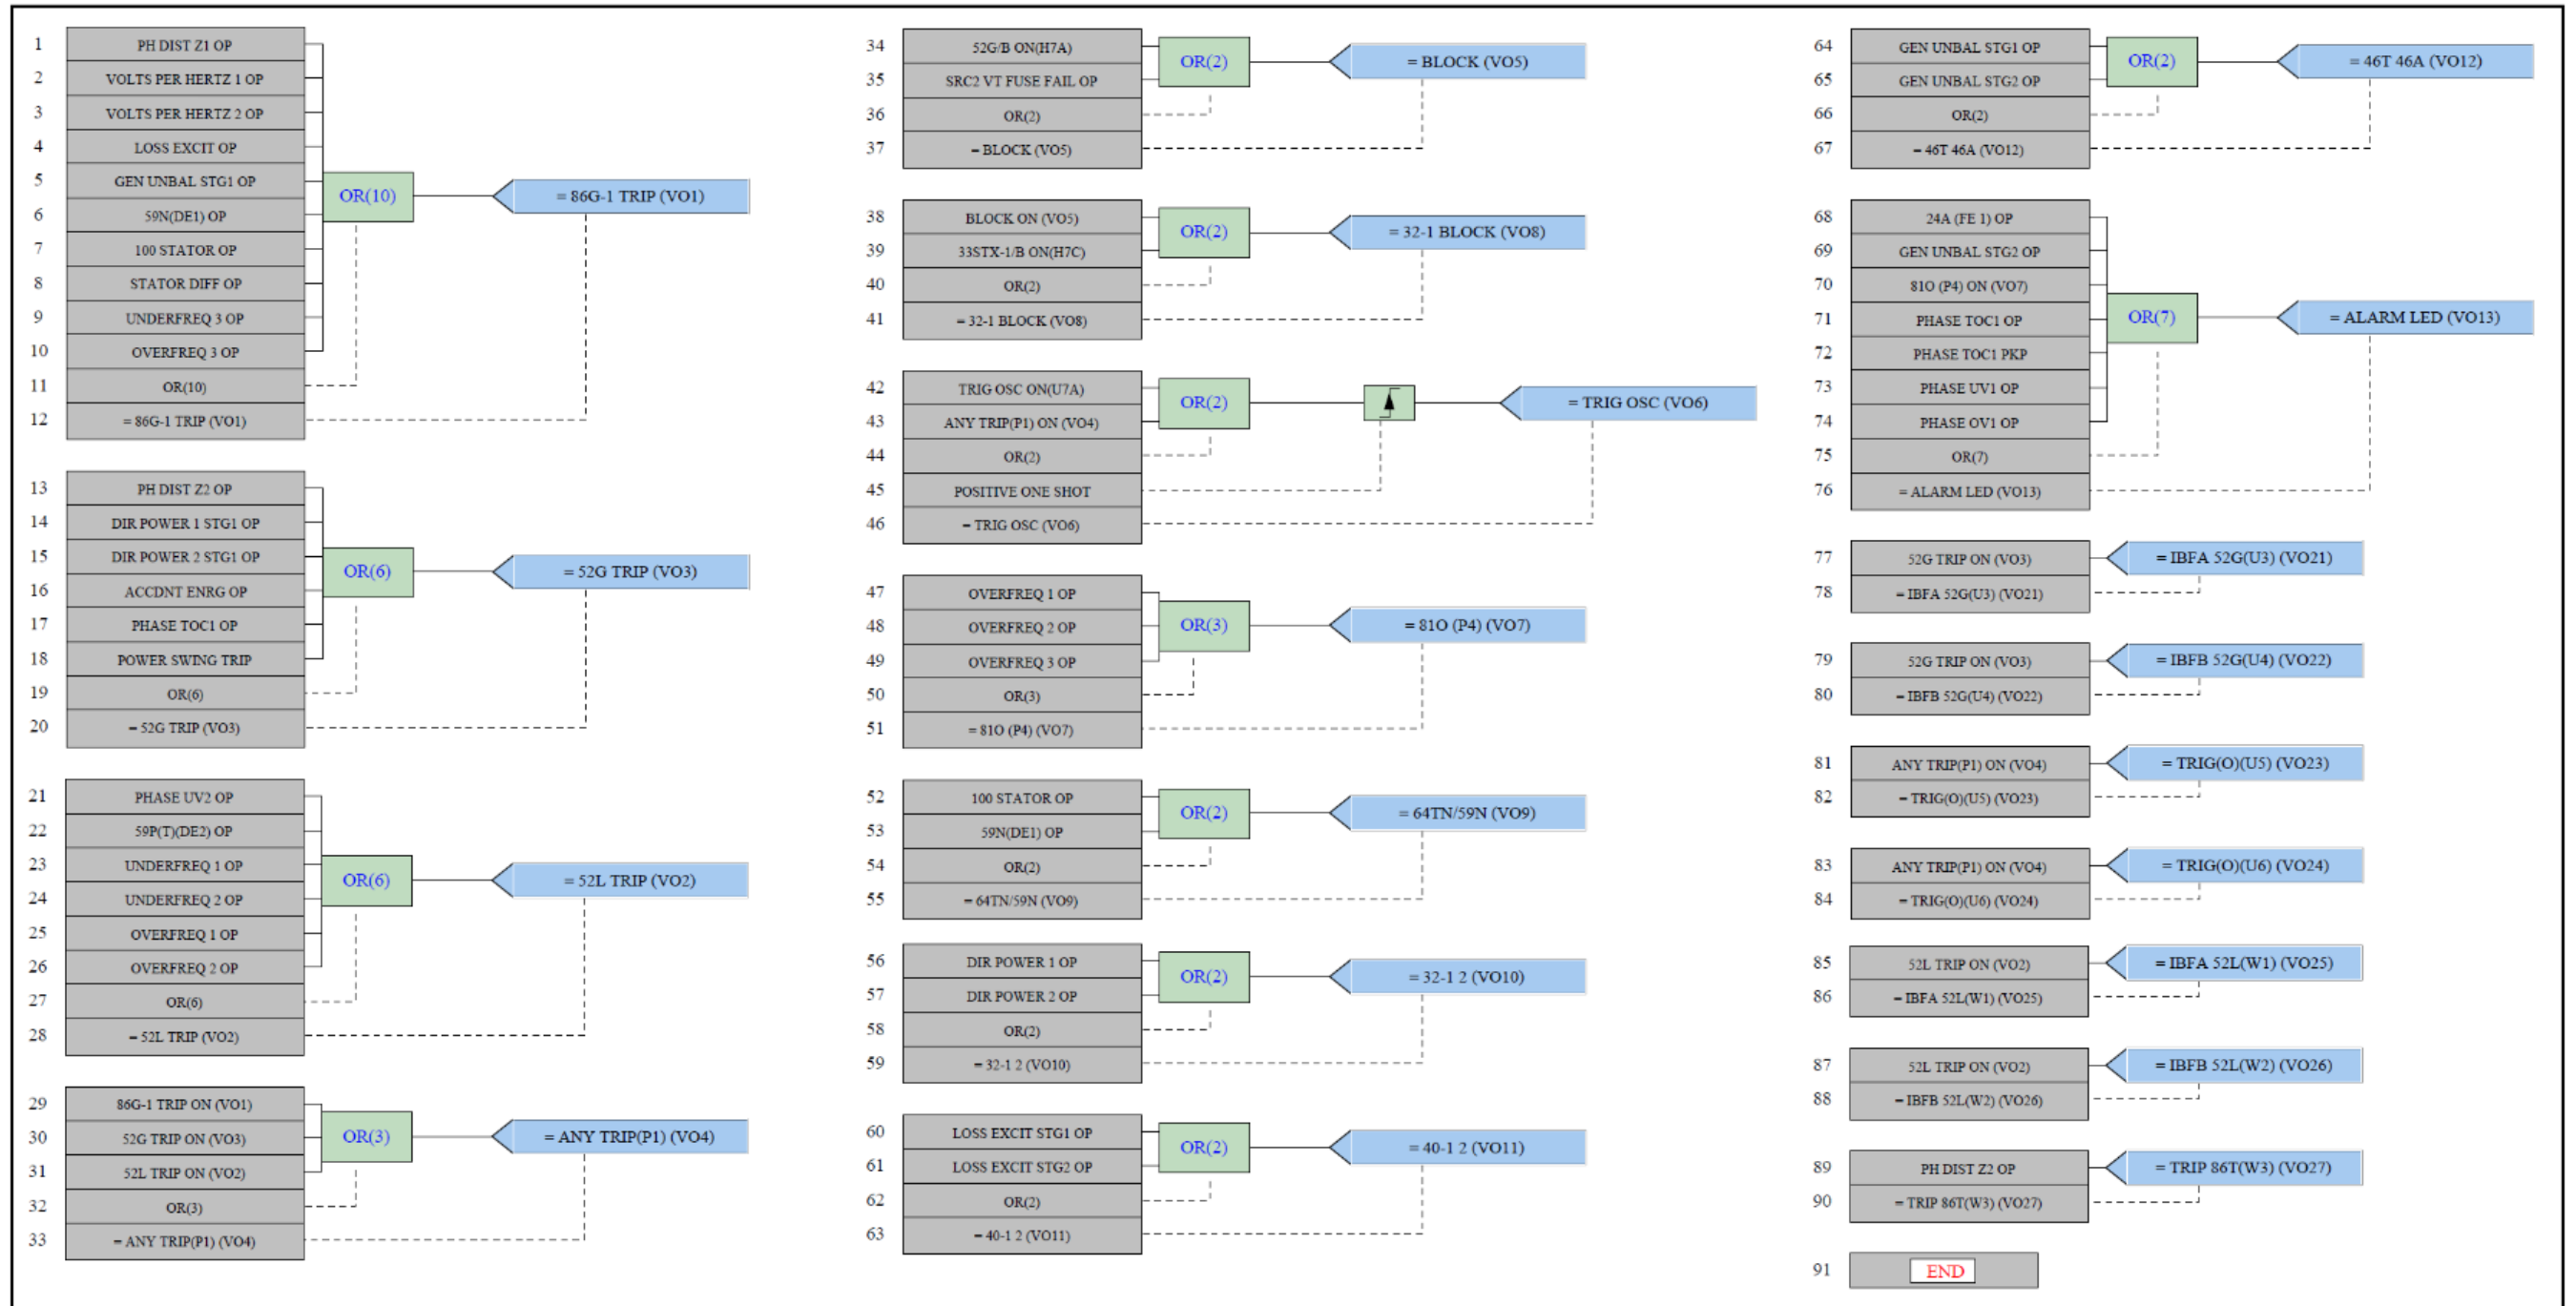 1 PH DIST Z1 OP
2 VOLTS PER HERTZ 1 OP
3 VOLTS PER HERTZ 2 OP
4 LOSS EXCIT OP
5 GEN UNBAL STG1 OP
6 59N(DE1) OP
7 100 STATOR OP
8 STATOR DIFF OP
9 UNDERFREQ 3 OP
10 OVERFREQ 3 OP
11 OR(10)
12 = 86G-1 TRIP (VO1)
OR(10)
= 86G-1 TRIP (VO1)
13 PH DIST Z2 OP
14 DIR POWER 1 STG1 OP
15 DIR POWER 2 STG1 OP
16 ACCDNT ENRG OP
17 PHASE TOC1 OP
18 POWER SWING TRIP
19 OR(6)
20 = 52G TRIP (VO3)
OR(6)
= 52G TRIP (VO3)
21 PHASE UV2 OP
22 59P(T)(DE2) OP
23 UNDERFREQ 1 OP
24 UNDERFREQ 2 OP
25 OVERFREQ 1 OP
26 OVERFREQ 2 OP
27 OR(6)
28 = 52L TRIP (VO2)
OR(6)
= 52L TRIP (VO2)
29 86G-1 TRIP ON (VO1)
30 52G TRIP ON (VO3)
31 52L TRIP ON (VO2)
32 OR(3)
33 = ANY TRIP(P1) (VO4)
OR(3)
= ANY TRIP(P1) (VO4)
34 52G/B ON(H7A)
35 SRC2 VT FUSE FAIL OP
36 OR(2)
37 = BLOCK (VO5)
OR(2)
= BLOCK (VO5)
38 BLOCK ON (VO5)
39 33STX-1/B ON(H7C)
40 OR(2)
41 = 32-1 BLOCK (VO8)
OR(2)
= 32-1 BLOCK (VO8)
42 TRIG OSC ON(U7A)
43 ANY TRIP(P1) ON (VO4)
44 OR(2)
45 POSITIVE ONE SHOT
46 = TRIG OSC (VO6)
OR(2)
= TRIG OSC (VO6)
47 OVERFREQ 1 OP
48 OVERFREQ 2 OP
49 OVERFREQ 3 OP
50 OR(3)
51 = 81O (P4) (VO7)
OR(3)
= 81O (P4) (VO7)
52 100 STATOR OP
53 59N(DE1) OP
54 OR(2)
55 = 64TN/59N (VO9)
OR(2)
= 64TN/59N (VO9)
56 DIR POWER 1 OP
57 DIR POWER 2 OP
58 OR(2)
59 = 32-1 2 (VO10)
OR(2)
= 32-1 2 (VO10)
60 LOSS EXCIT STG1 OP
61 LOSS EXCIT STG2 OP
62 OR(2)
63 = 40-1 2 (VO11)
OR(2)
= 40-1 2 (VO11)
64 GEN UNBAL STG1 OP
65 GEN UNBAL STG2 OP
66 OR(2)
67 = 46T 46A (VO12)
OR(2)
= 46T 46A (VO12)
68 24A (FE 1) OP
69 GEN UNBAL STG2 OP
70 81O (P4) ON (VO7)
71 PHASE TOC1 OP
72 PHASE TOC1 PKP
73 PHASE UV1 OP
74 PHASE OV1 OP
75 OR(7)
76 = ALARM LED (VO13)
OR(7)
= ALARM LED (VO13)
77 52G TRIP ON (VO3)
78 = IBFA 52G(U3) (VO21)
= IBFA 52G(U3) (VO21)
79 52G TRIP ON (VO3)
80 = IBFB 52G(U4) (VO22)
= IBFB 52G(U4) (VO22)
81 ANY TRIP(P1) ON (VO4)
82 = TRIG(O)(U5) (VO23)
= TRIG(O)(U5) (VO23)
83 ANY TRIP(P1) ON (VO4)
84 = TRIG(O)(U6) (VO24)
= TRIG(O)(U6) (VO24)
85 52L TRIP ON (VO2)
86 = IBFA 52L(W1) (VO25)
= IBFA 52L(W1) (VO25)
87 52L TRIP ON (VO2)
88 = IBFB 52L(W2) (VO26)
= IBFB 52L(W2) (VO26)
89 PH DIST Z2 OP
90 = TRIP 86T(W3) (VO27)
= TRIP 86T(W3) (VO27)
91 END